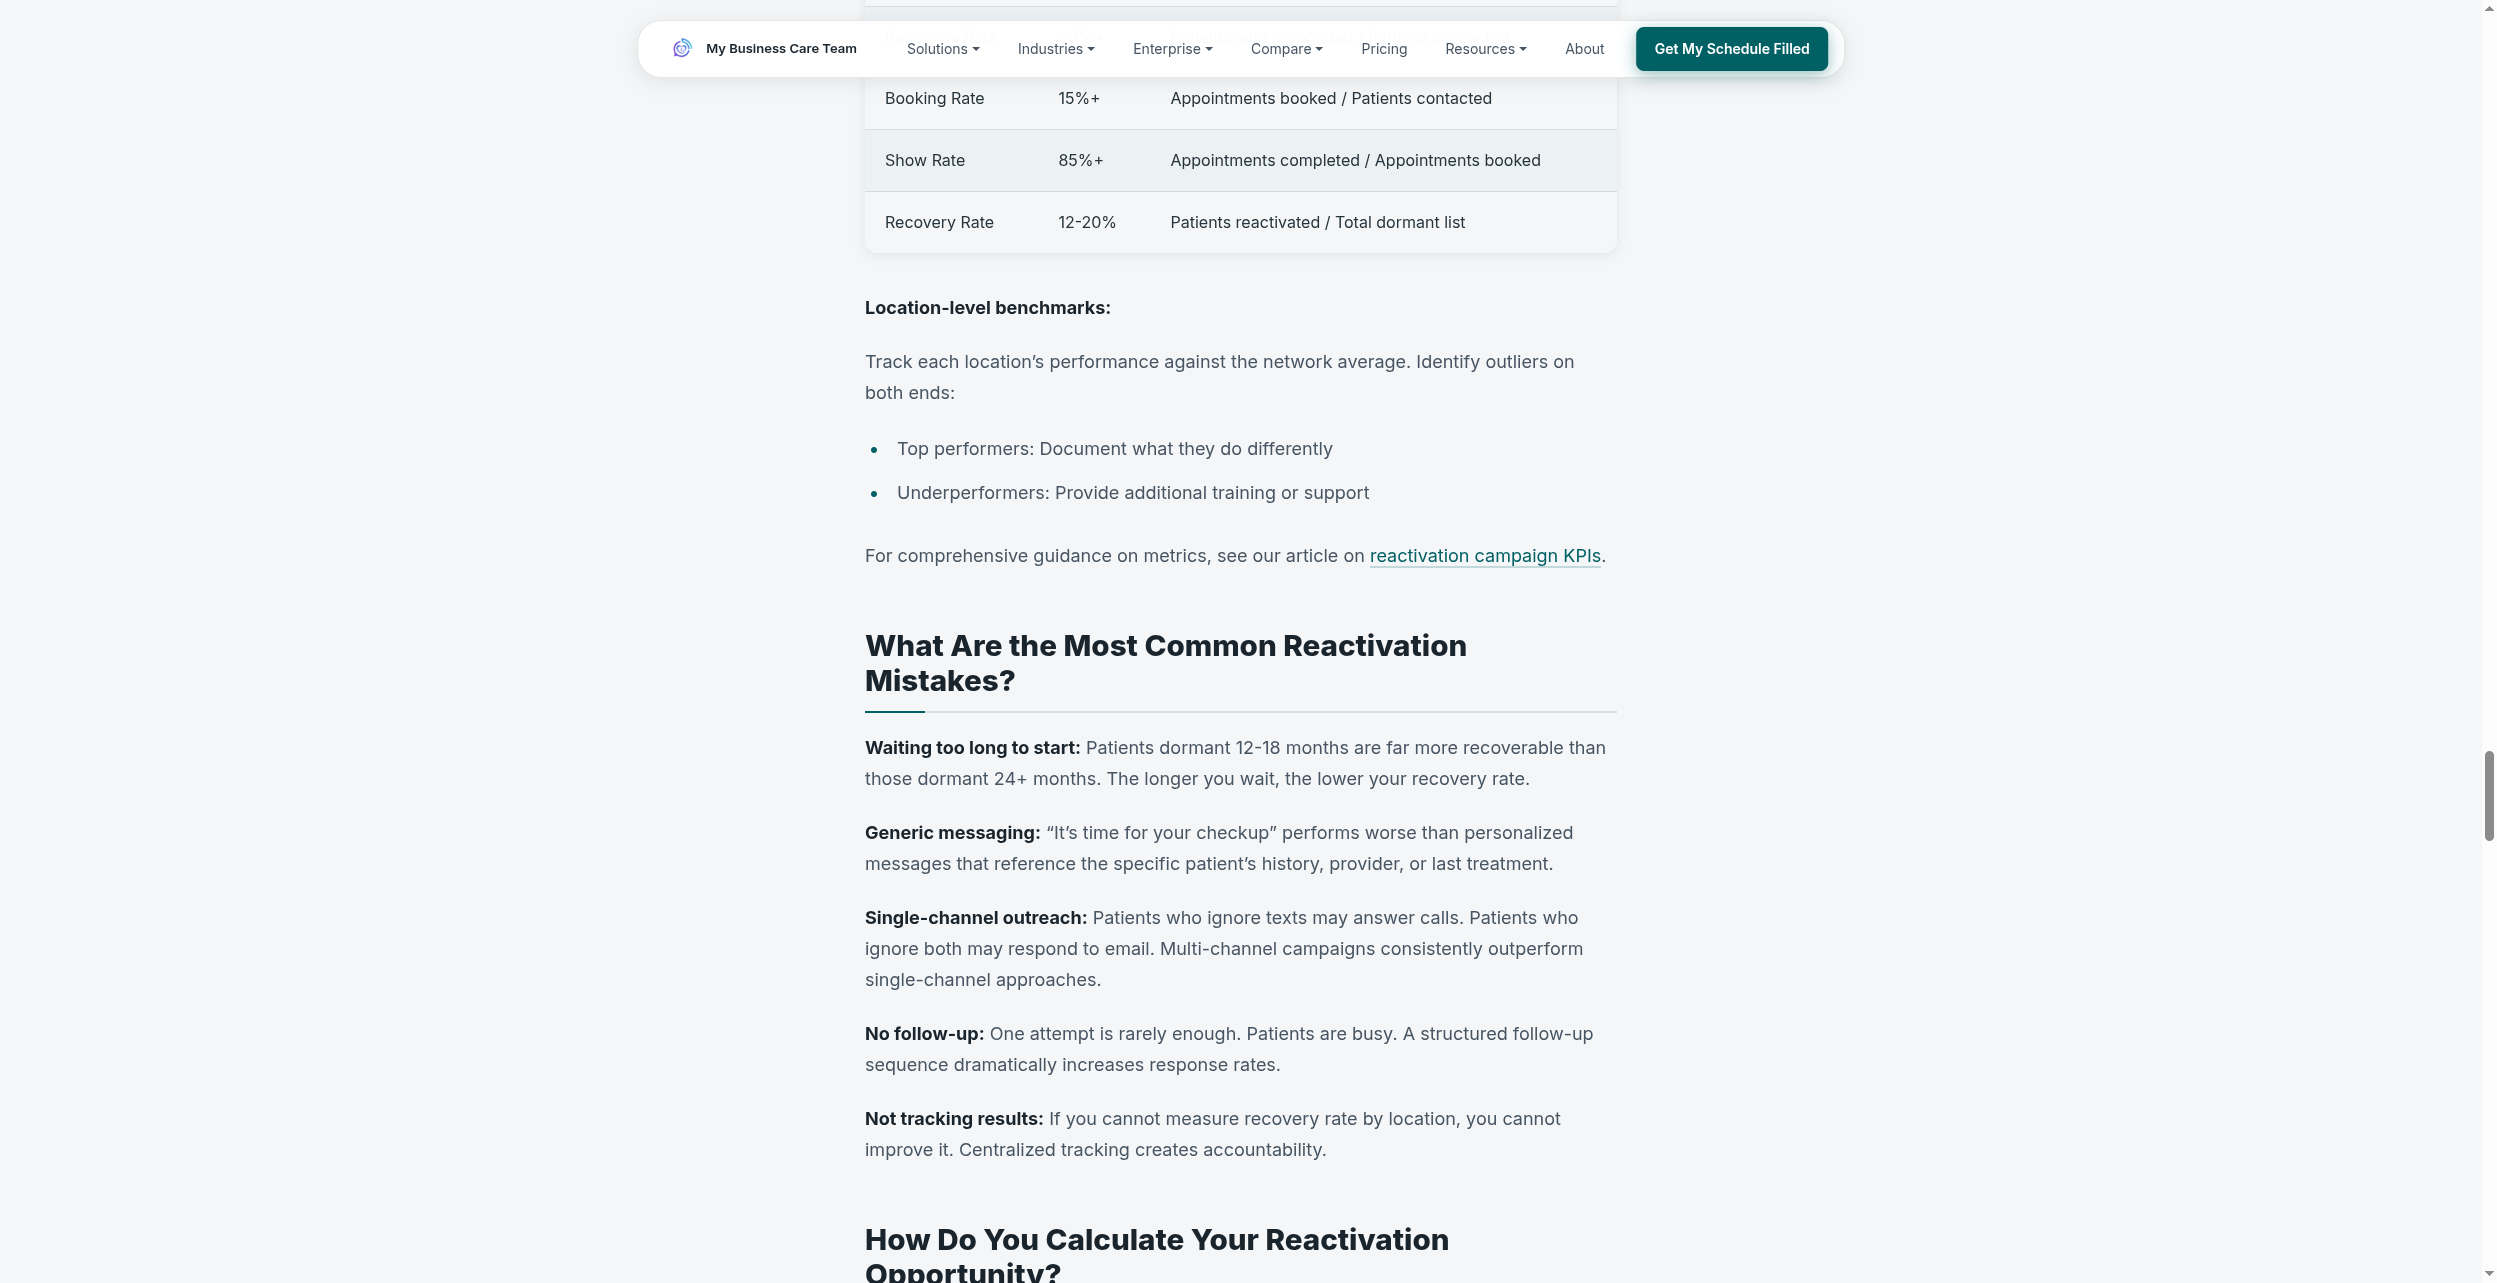 My Business Care Team
Solutions
Industries
Enterprise
Compare
Pricing
Resources
About
Get My Schedule Filled
Booking Rate 15%+ Appointments booked / Patients contacted
Show Rate 85%+ Appointments completed / Appointments booked
Recovery Rate 12-20% Patients reactivated / Total dormant list
Location-level benchmarks:
Track each location’s performance against the network average. Identify outliers on
both ends:
• Top performers: Document what they do differently
• Underperformers: Provide additional training or support
For comprehensive guidance on metrics, see our article on reactivation campaign KPIs.
What Are the Most Common Reactivation
Mistakes?
Waiting too long to start: Patients dormant 12-18 months are far more recoverable than
those dormant 24+ months. The longer you wait, the lower your recovery rate.
Generic messaging: “It’s time for your checkup” performs worse than personalized
messages that reference the specific patient’s history, provider, or last treatment.
Single-channel outreach: Patients who ignore texts may answer calls. Patients who
ignore both may respond to email. Multi-channel campaigns consistently outperform
single-channel approaches.
No follow-up: One attempt is rarely enough. Patients are busy. A structured follow-up
sequence dramatically increases response rates.
Not tracking results: If you cannot measure recovery rate by location, you cannot
improve it. Centralized tracking creates accountability.
How Do You Calculate Your Reactivation
Opportunity?